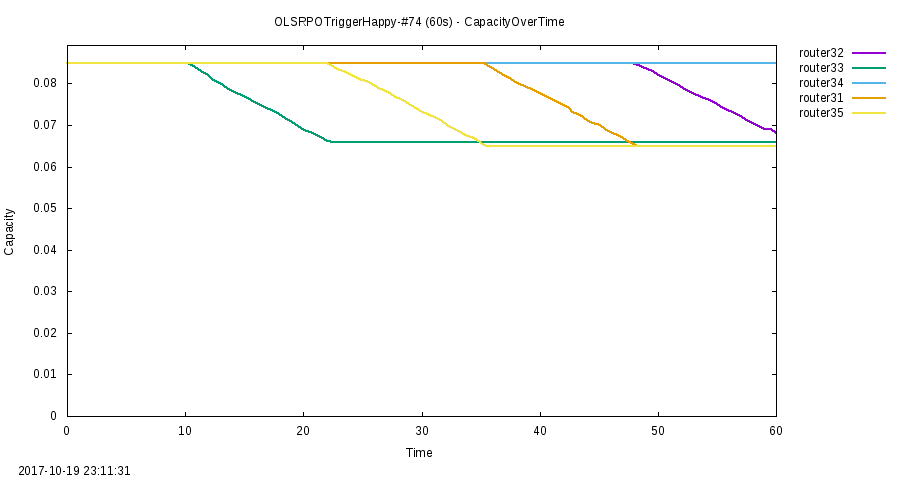 OLSRPOTriggerHappy-#74 (60s) - CapacityOverTime
router32
router33
router34
router31
router35
0.08
0.07
0.06
0.05
0.04
0.03
0.02
0.01
0
Capacity
0 10 20 30 40 50 60
Time
2017-10-19 23:11:31